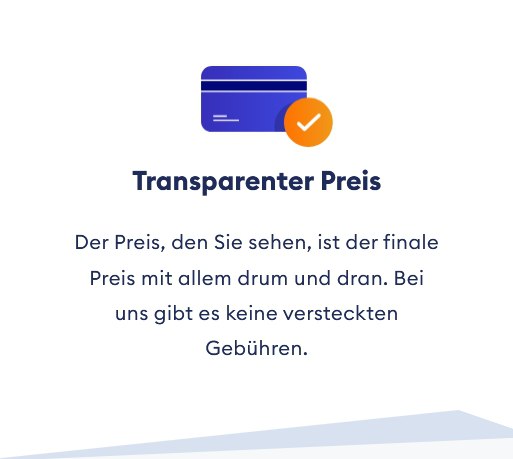 Transparenter Preis
Der Preis, den Sie sehen, ist der finale
Preis mit allem drum und dran. Bei
uns gibt es keine versteckten
Gebühren.